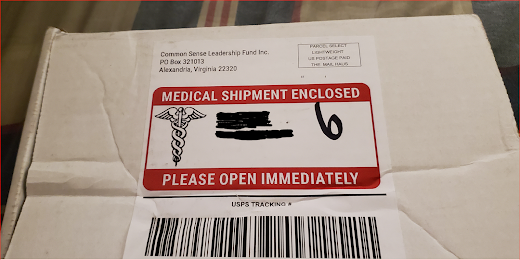 Common Sense Leadership Fund Inc.
PO Box 321013
Alexandria, Virginia 22320
PARCEL SELECT
LIGHTWEIGHT
US POSTAGE PAID
THE MAIL HAUS
MEDICAL SHIPMENT ENCLOSED
6
PLEASE OPEN IMMEDIATELY
USPS TRACKING #